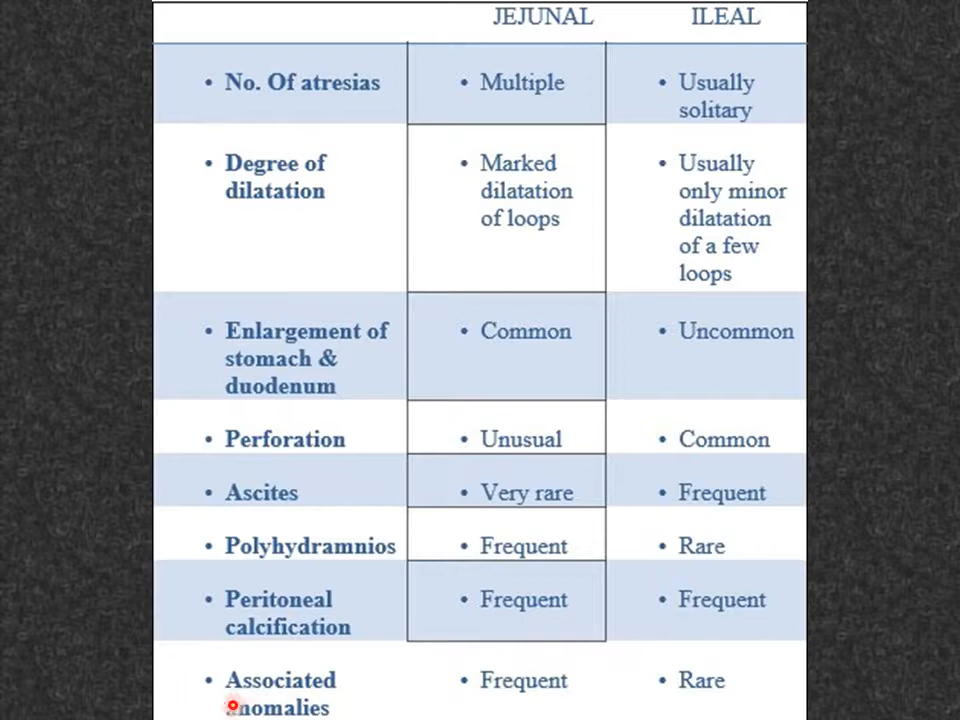 JEJUNAL ILEAL
• No. Of atresias • Multiple • Usually
solitary
• Degree of • Marked • Usually
dilatation dilatation only minor
of loops dilatation
of a few
loops
• Enlargement of • Common • Uncommon
stomach &
duodenum
• Perforation • Unusual • Common
• Ascites • Very rare • Frequent
• Polyhydramnios • Frequent • Rare
• Peritoneal • Frequent • Frequent
calcification
• Associated • Frequent • Rare
anomalies